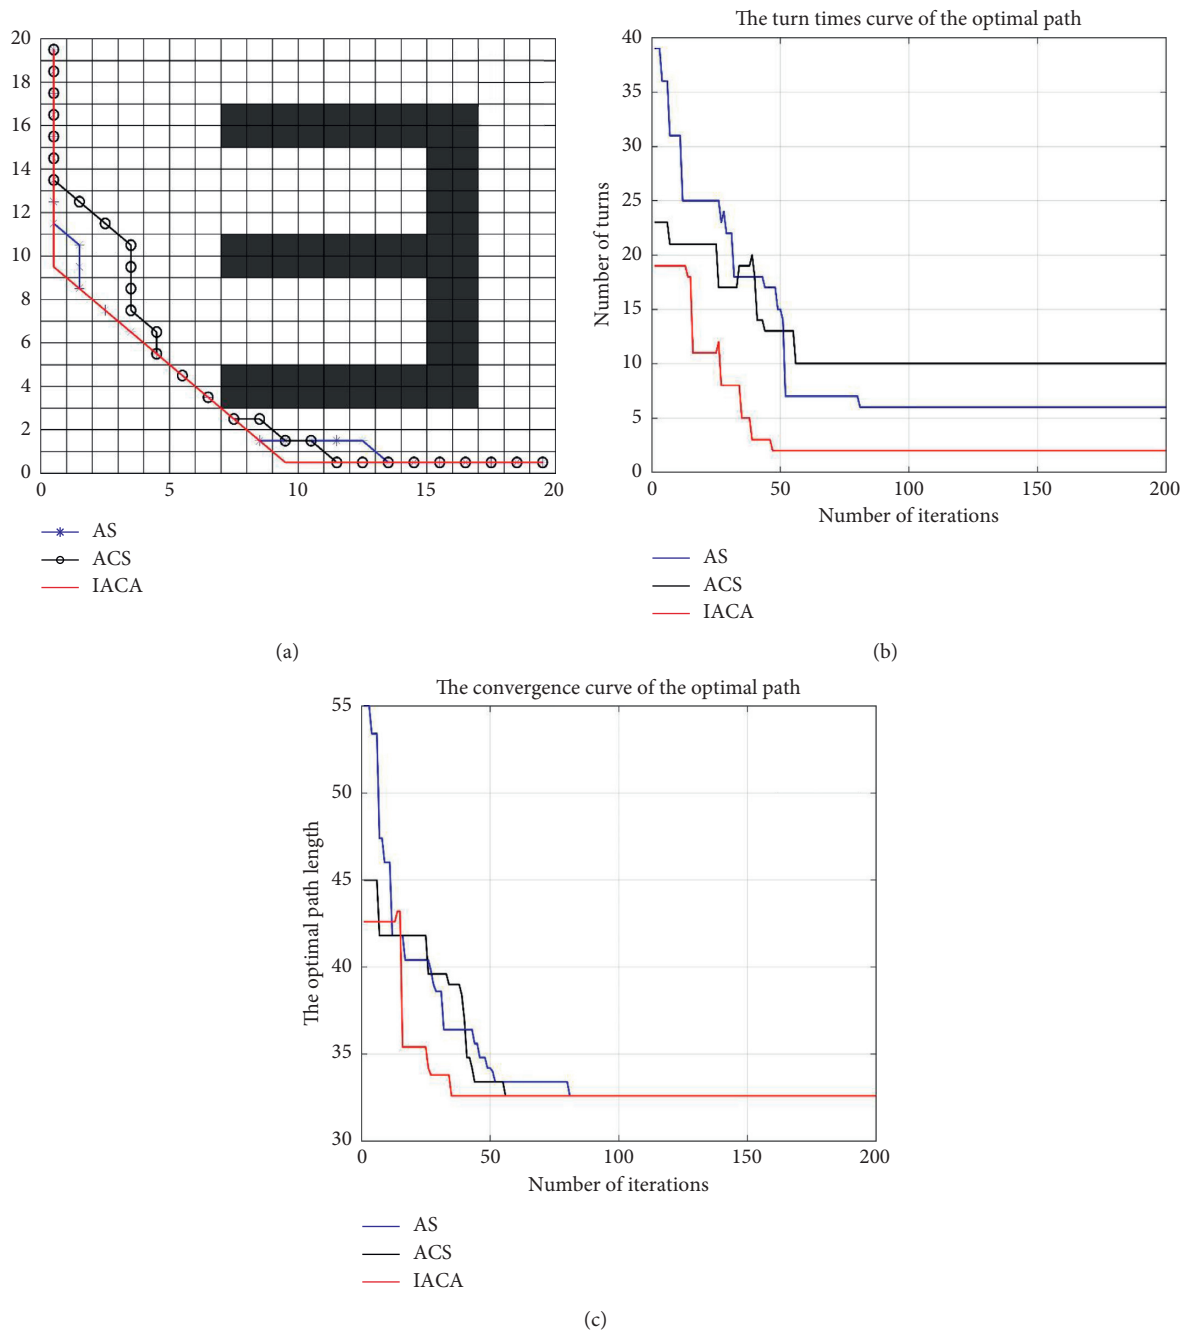 20
18
16
14
12
10
8
6
4
2
0
0 5 10 15 20
AS
ACS
IACA
(a)
The turn times curve of the optimal path
Number of turns
40
35
30
25
20
15
10
5
0
0 50 100 150 200
Number of iterations
AS
ACS
IACA
(b)
The convergence curve of the optimal path
The optimal path length
55
50
45
40
35
30
0 50 100 150 200
Number of iterations
AS
ACS
IACA
(c)